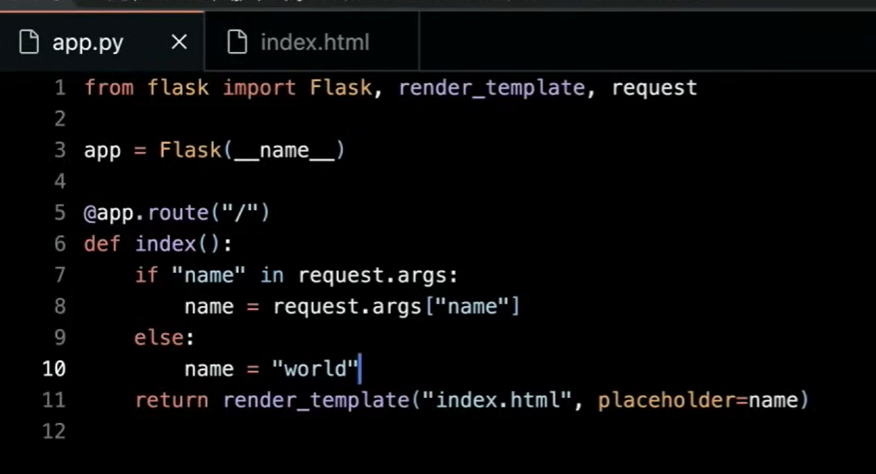 app.py × index.html
1 from flask import Flask, render_template, request
2
3 app = Flask(__name__)
4
5 @app.route("/")
6 def index():
7     if "name" in request.args:
8         name = request.args["name"]
9     else:
10         name = "world"
11     return render_template("index.html", placeholder=name)
12